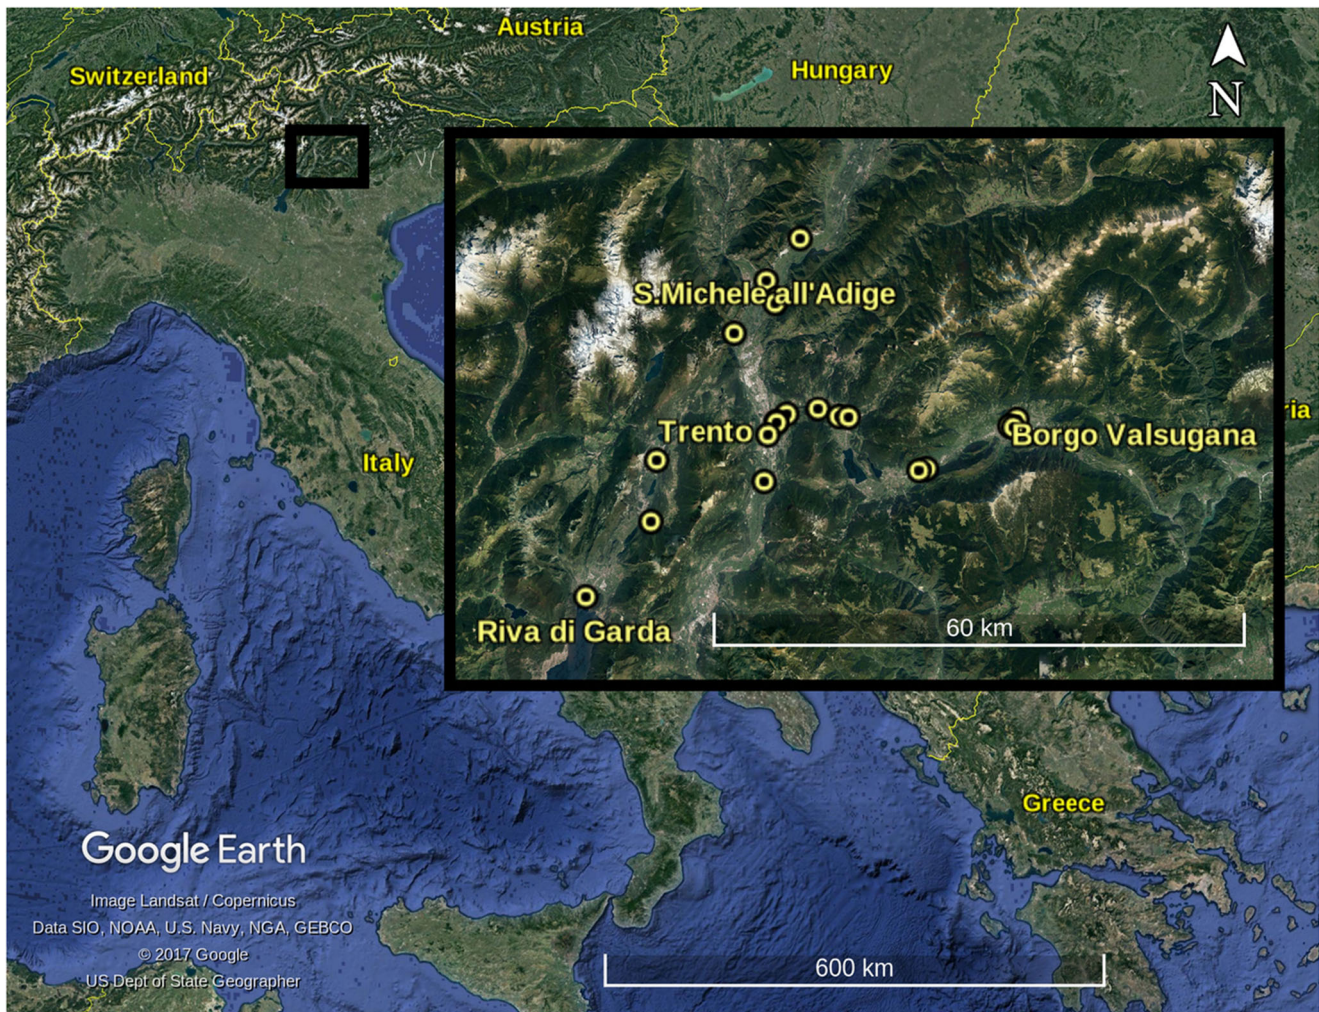 Austria
Switzerland
Hungary
N
S.Michele all'Adige
Trento
Borgo Valsugana
ria
Italy
60 km
Riva di Garda
Greece
Google Earth
Image Landsat / Copernicus
Data SIO, NOAA, U.S. Navy, NGA, GEBCO
© 2017 Google
US Dept of State Geographer
600 km